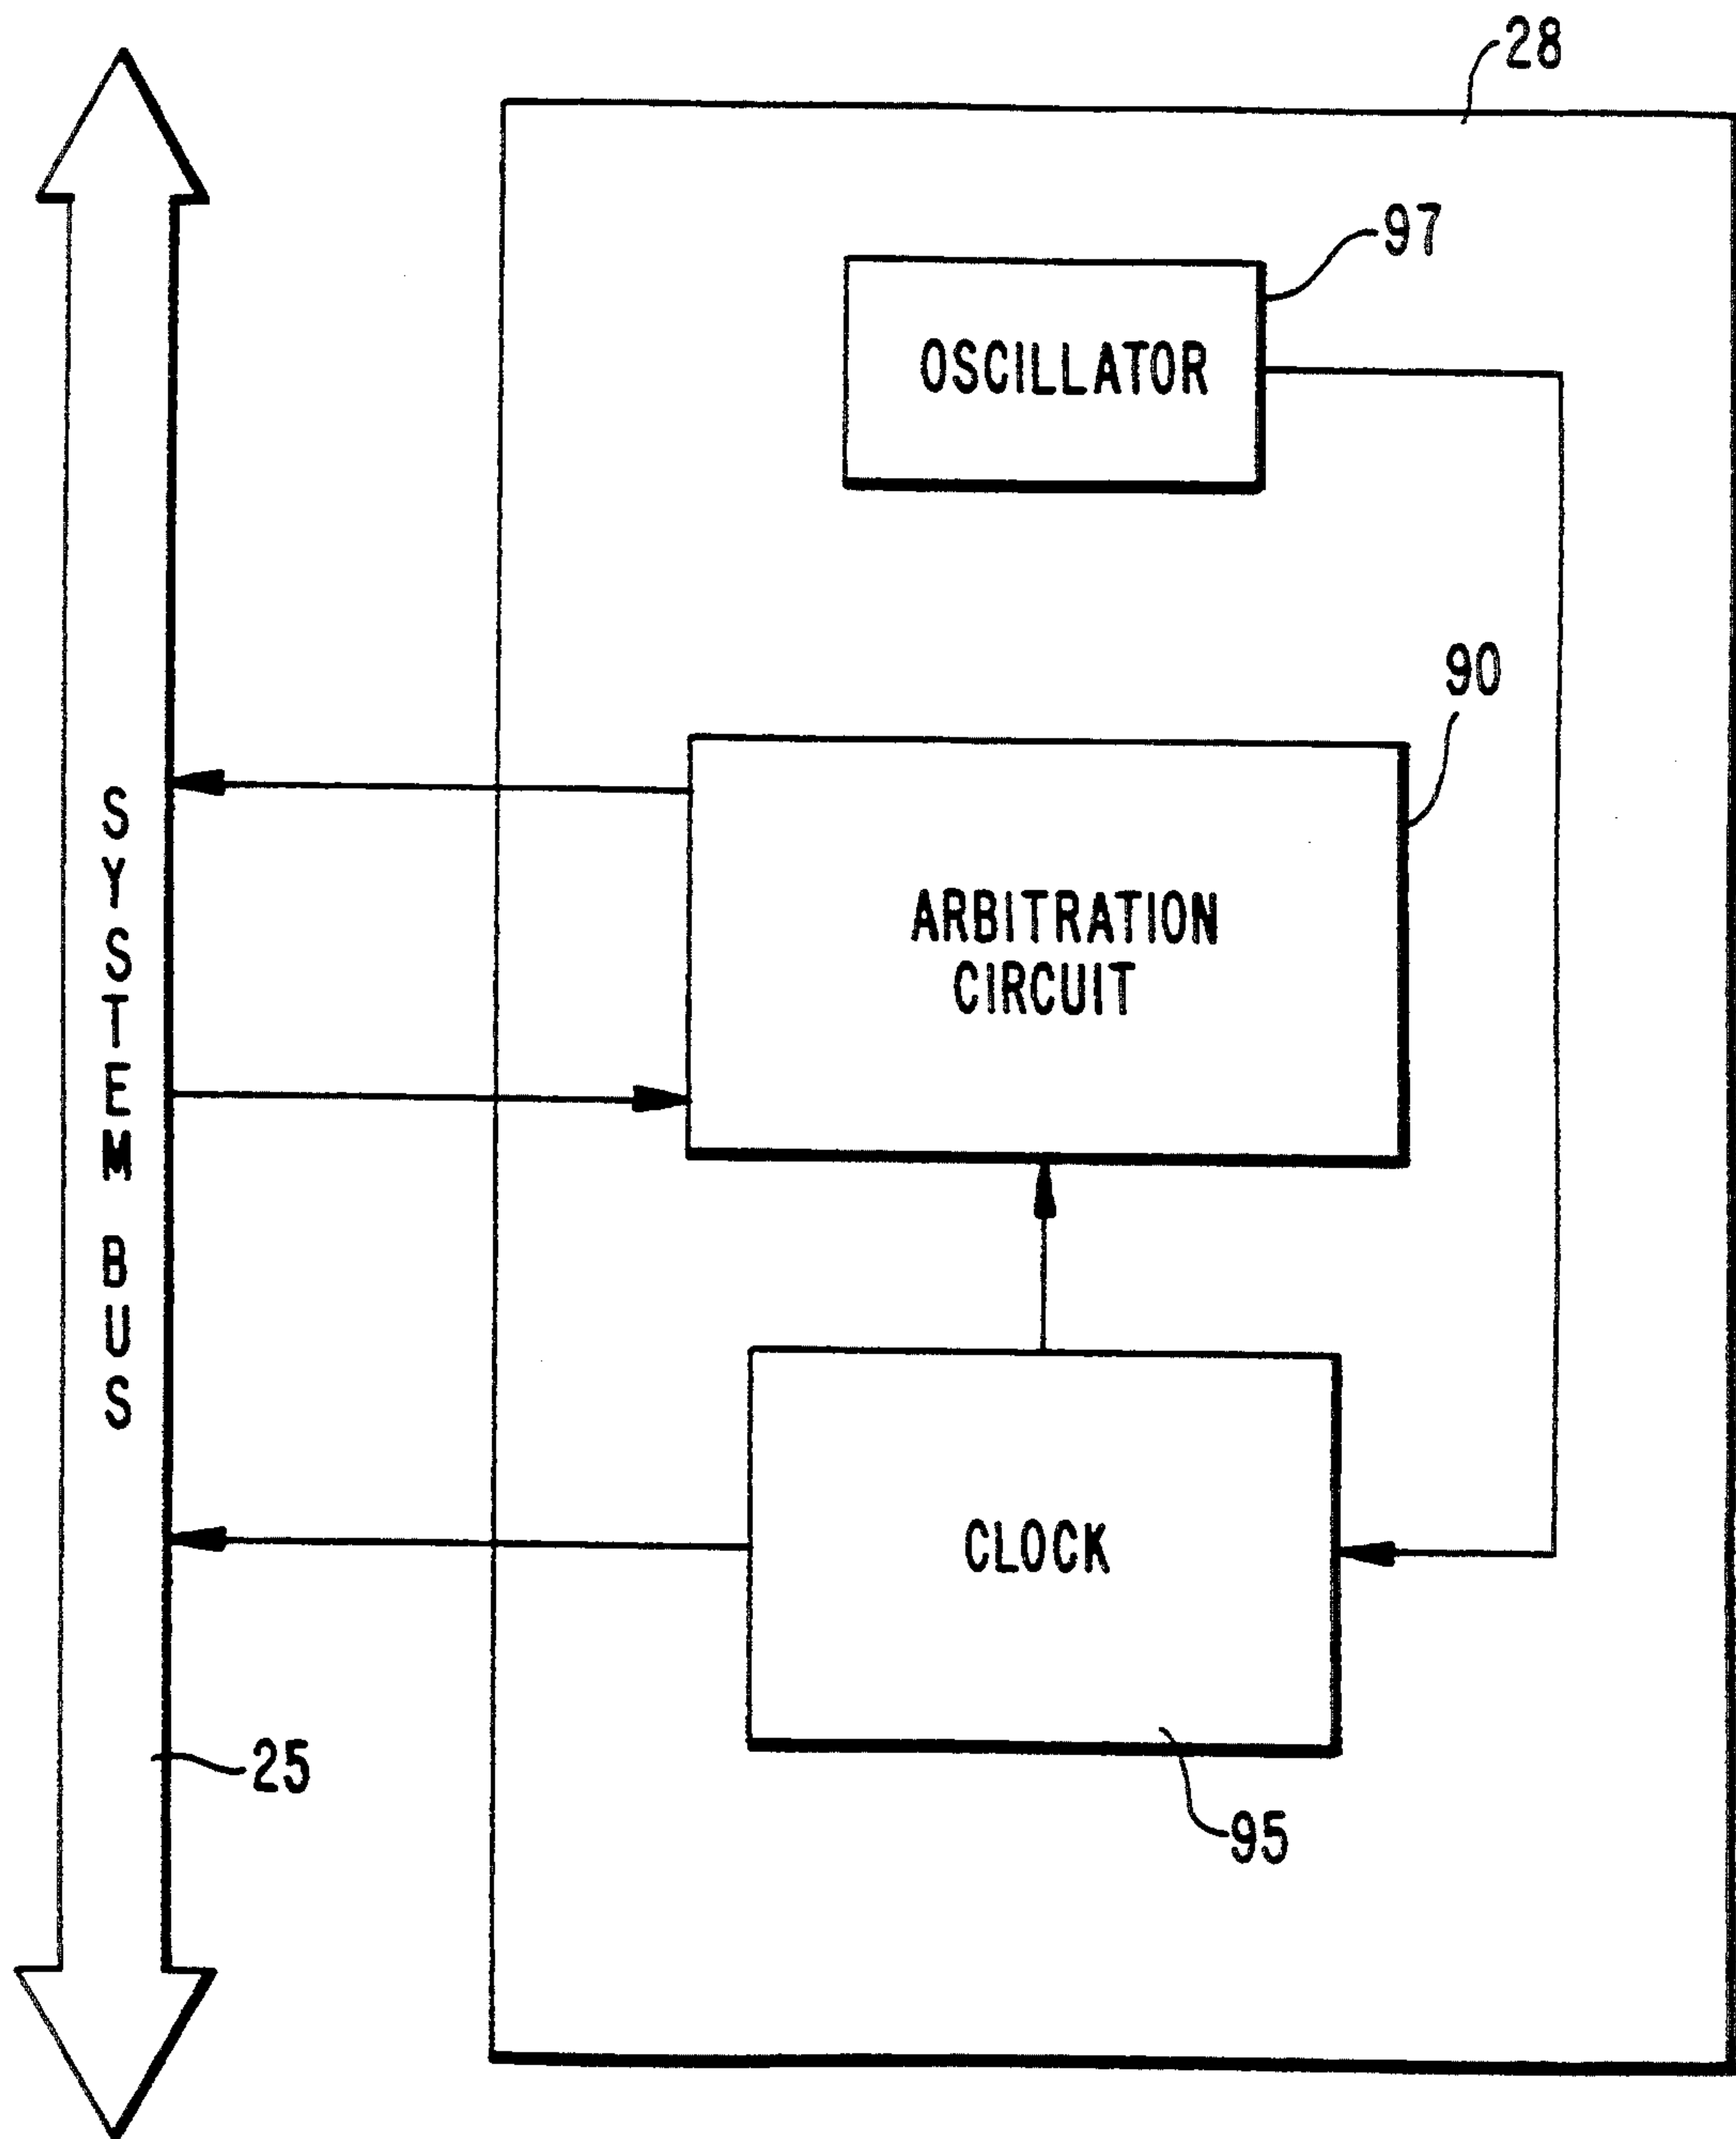 28
97
OSCILLATOR
90
ARBITRATION
CIRCUIT
SYSTEM BUS
CLOCK
25
95